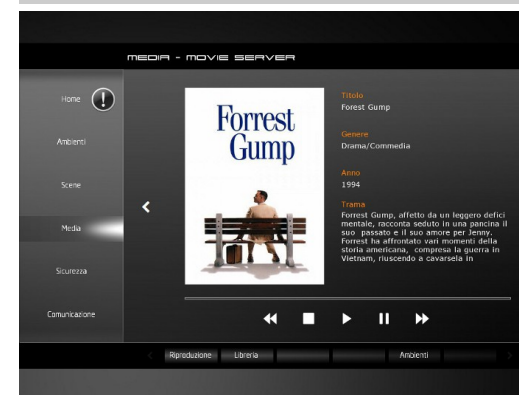 MEDIA - MOVIE SERVER
Home
Ambienti
Scene
Media
Sicurezza
Comunicazione
Forrest
Gump
Titolo
Forest Gump
Genere
Drama/Commedia
Anno
1994
Trama
Forrest Gump, affetto da un leggero defici
mentale, racconta seduto in una pancina il
suo passato e il suo amore per Jenny.
Forrest ha affrontato vari momenti della
storia americana, compresa la guerra in
Vietnam, riuscendo a cavarsela in
Riproduzione
Libreria
Ambienti